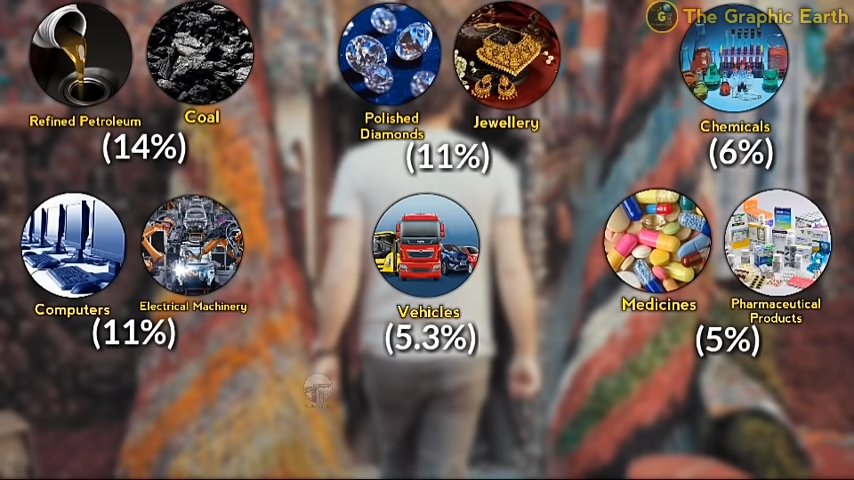 The Graphic Earth
Refined Petroleum
Coal
(14%)
Polished
Diamonds
Jewellery
(11%)
Chemicals
(6%)
Computers
Electrical Machinery
(11%)
Vehicles
(5.3%)
Medicines
Pharmaceutical
Products
(5%)